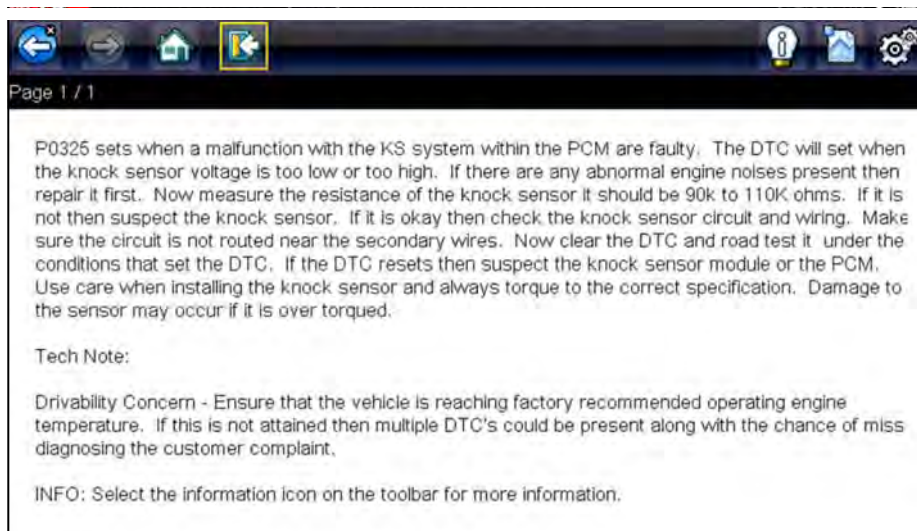 Page 1 / 1
P0325 sets when a malfunction with the KS system within the PCM are faulty. The DTC will set when
the knock sensor voltage is too low or too high. If there are any abnormal engine noises present then
repair it first. Now measure the resistance of the knock sensor it should be 90k to 110K ohms. If it is
not then suspect the knock sensor. If it is okay then check the knock sensor circuit and wiring. Make
sure the circuit is not routed near the secondary wires. Now clear the DTC and road test it under the
conditions that set the DTC. If the DTC resets then suspect the knock sensor module or the PCM.
Use care when installing the knock sensor and always torque to the correct specification. Damage to
the sensor may occur if it is over torqued.
Tech Note:
Drivability Concern - Ensure that the vehicle is reaching factory recommended operating engine
temperature. If this is not attained then multiple DTC's could be present along with the chance of miss
diagnosing the customer complaint.
INFO: Select the information icon on the toolbar for more information.